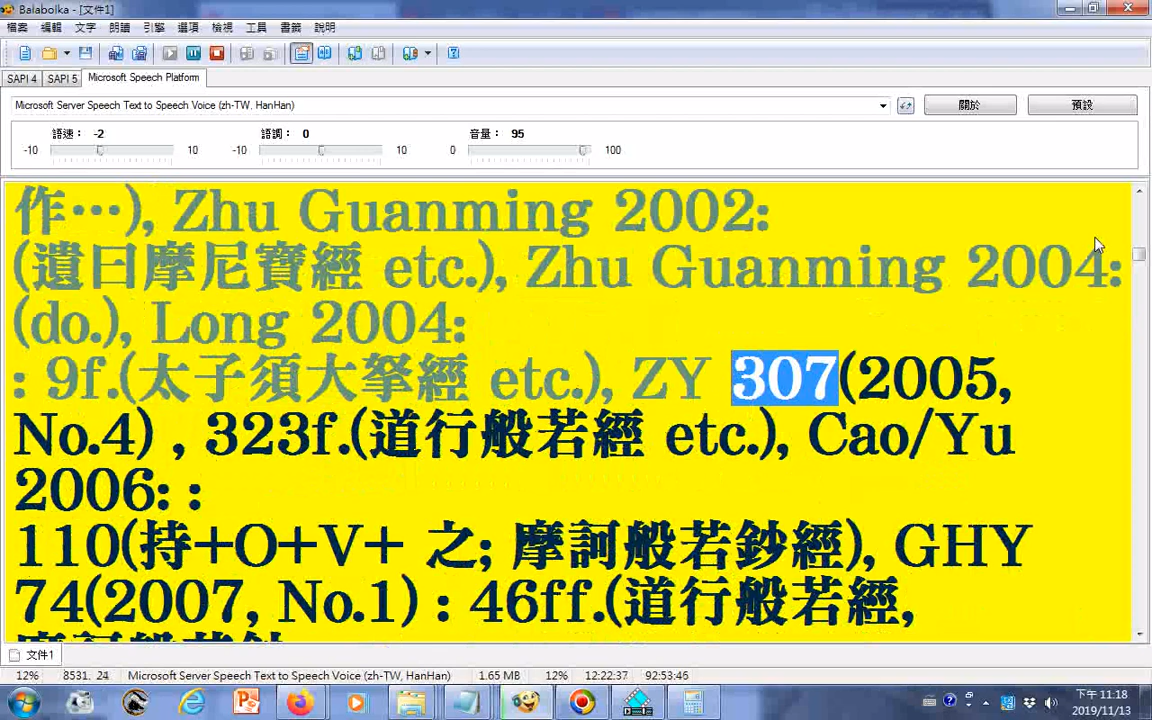 Balabolka - [文件1]
檔案 編輯 文字 朗讀 引擎 選項 檢視 工具 書籤 說明
SAPI 4 SAPI 5 Microsoft Speech Platform
Microsoft Server Speech Text to Speech Voice (zh-TW, HanHan) 關於 預設
語速： -2 語調： 0 音量： 95
-10 10 -10 10 0 100
作…), Zhu Guanming 2002:
(遺曰摩尼寶經 etc.), Zhu Guanming 2004:
(do.), Long 2004:
: 9f.(太子須大拏經 etc.), ZY 307(2005,
No.4) , 323f.(道行般若經 etc.), Cao/Yu
2006: :
110(持+O+V+ 之; 摩訶般若鈔經), GHY
74(2007, No.1) : 46ff.(道行般若經,
摩訶般若鈔
文件1
12% 8531. 24 Microsoft Server Speech Text to Speech Voice (zh-TW, HanHan) 1.65 MB 12% 12:22:37 92:53:46
下午 11:18
2019/11/13